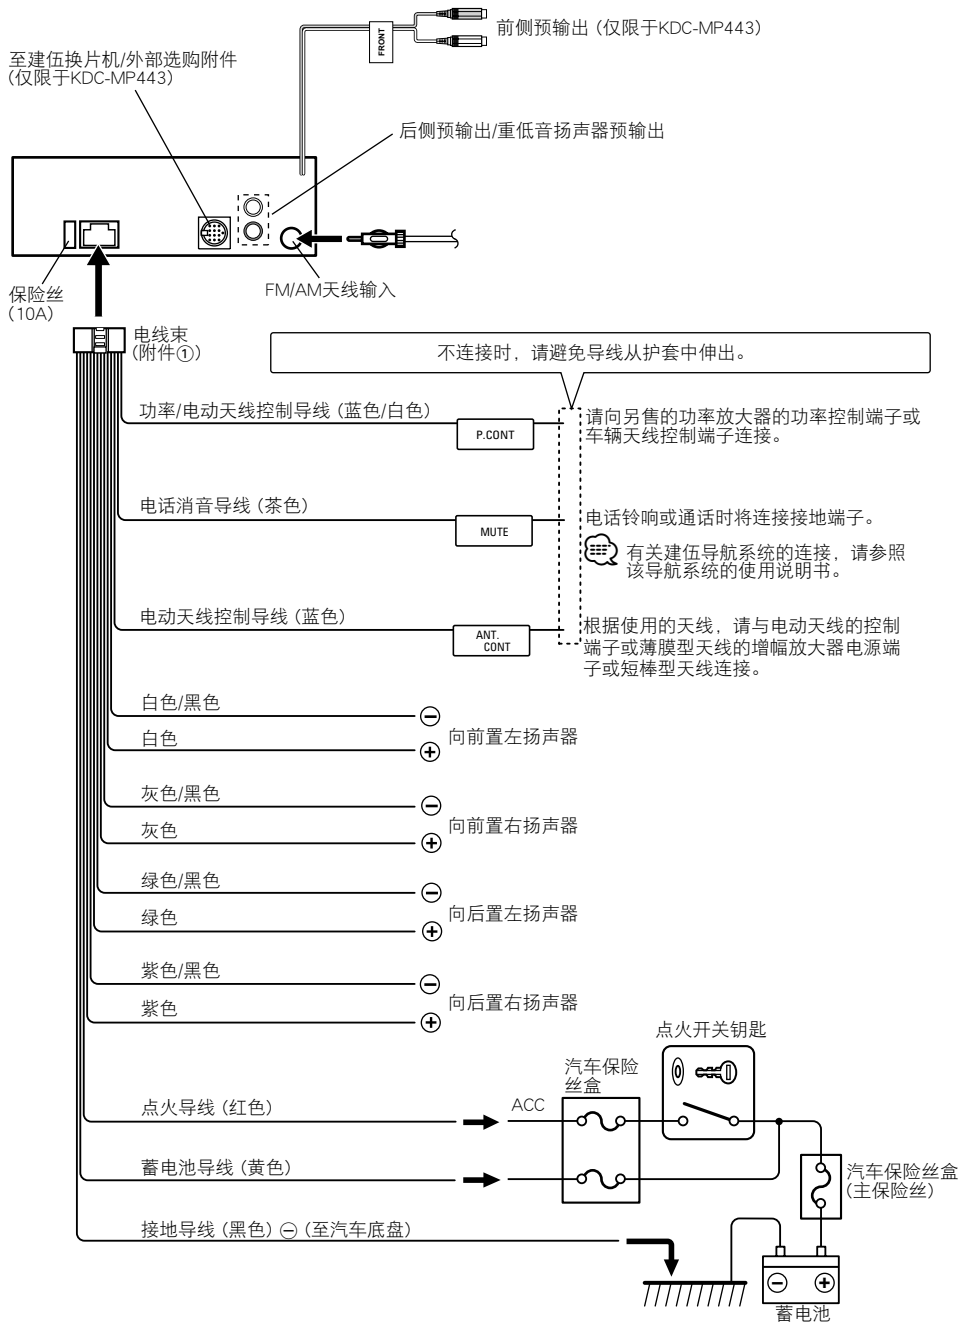 前侧预输出 (仅限于KDC-MP443)
FRONT
至建伍换片机/外部选购附件
(仅限于KDC-MP443)
后侧预输出/重低音扬声器预输出
FM/AM天线输入
保险丝
(10A)
电线束
(附件①)
不连接时，请避免导线从护套中伸出。
功率/电动天线控制导线 (蓝色/白色)
P.CONT
请向另售的功率放大器的功率控制端子或
车辆天线控制端子连接。
电话消音导线 (茶色)
MUTE
电话铃响或通话时将连接接地端子。
有关建伍导航系统的连接，请参照
该导航系统的使用说明书。
电动天线控制导线 (蓝色)
ANT.
CONT
根据使用的天线，请与电动天线的控制
端子或薄膜型天线的增幅放大器电源端
子或短棒型天线连接。
白色/黑色
⊖
白色
⊕
向前置左扬声器
灰色/黑色
⊖
灰色
⊕
向前置右扬声器
绿色/黑色
⊖
绿色
⊕
向后置左扬声器
紫色/黑色
⊖
紫色
⊕
向后置右扬声器
点火开关钥匙
汽车保险
丝盒
点火导线 (红色)
ACC
蓄电池导线 (黄色)
汽车保险丝盒
(主保险丝)
接地导线 (黑色) ⊖ (至汽车底盘)
⊖ ⊕
蓄电池